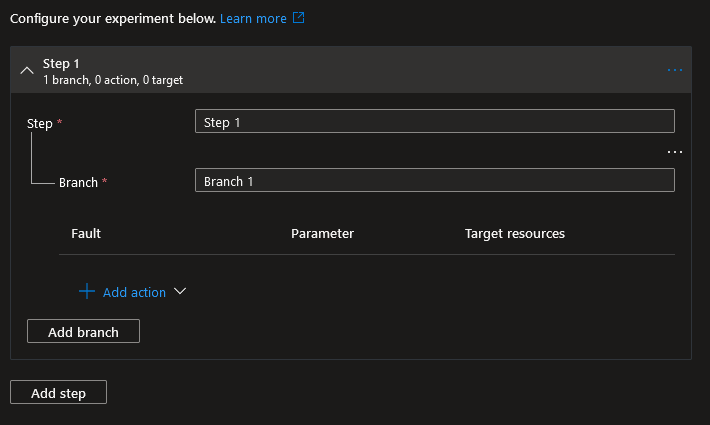 Configure your experiment below. Learn more
Step 1
1 branch, 0 action, 0 target
Step *
Step 1
Branch *
Branch 1
Fault Parameter Target resources
Add action
Add branch
Add step